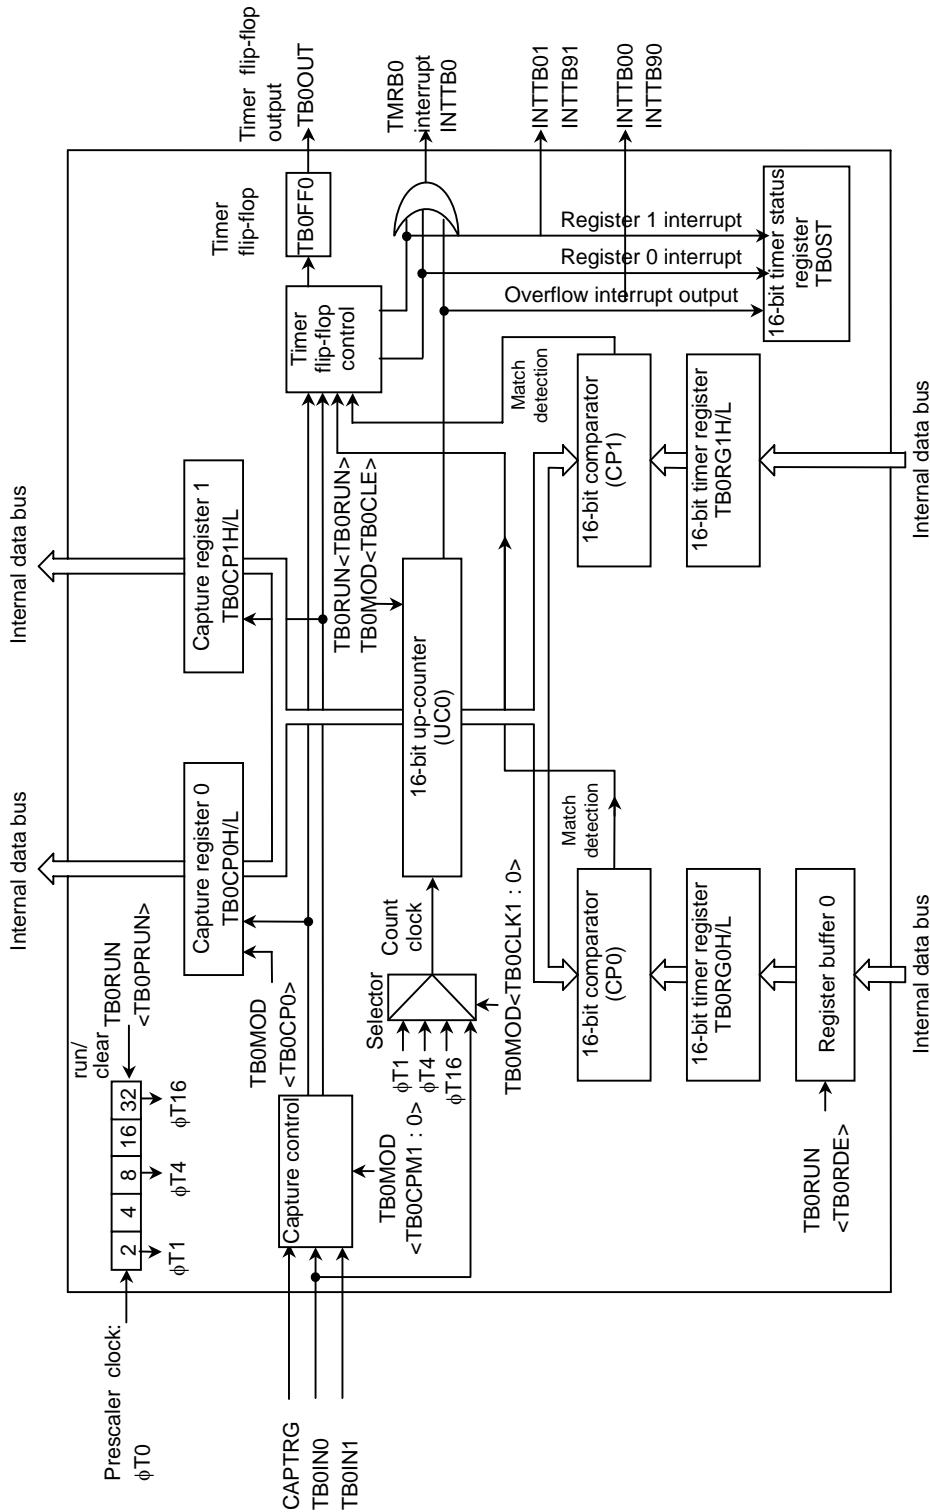 Internal data bus
Internal data bus
Prescaler clock:
φT0
2 4 8 16 32
φT1
φT4
φT16
run/
clear
TB0RUN
<TB0PRUN>
CAPTRG
TB0IN0
TB0IN1
Capture control
TB0MOD
<TB0CPM1 : 0>
TB0MOD
<TB0CP0>
Capture register 0
TB0CP0H/L
Capture register 1
TB0CP1H/L
Selector
φT1
φT4
φT16
TB0MOD<TB0CLK1 : 0>
Count
clock
16-bit up-counter
(UC0)
TB0RUN<TB0RUN>
TB0MOD<TB0CLE>
Timer
flip-flop
control
Timer
flip-flop
TB0FF0
Timer flip-flop
output
TB0OUT
TMRB0
interrupt
INTTB0
INTTB01
INTTB91
INTTB00
INTTB90
Register 1 interrupt
Register 0 interrupt
Overflow interrupt output
16-bit timer status
register
TB0ST
Match
detection
16-bit comparator
(CP0)
16-bit timer register
TB0RG0H/L
Register buffer 0
TB0RUN
<TB0RDE>
Match
detection
16-bit comparator
(CP1)
16-bit timer register
TB0RG1H/L
Internal data bus
Internal data bus